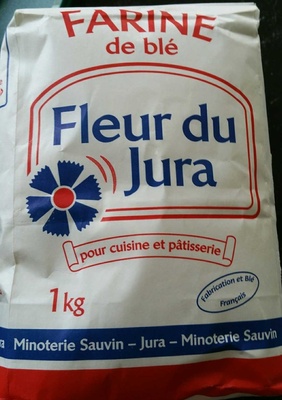 FARINE
de blé
Fleur du
Jura
pour cuisine et pâtisserie
1kg
Fabrication et Blé
Français
Minoterie Sauvin – Jura – Minoterie Sauvin